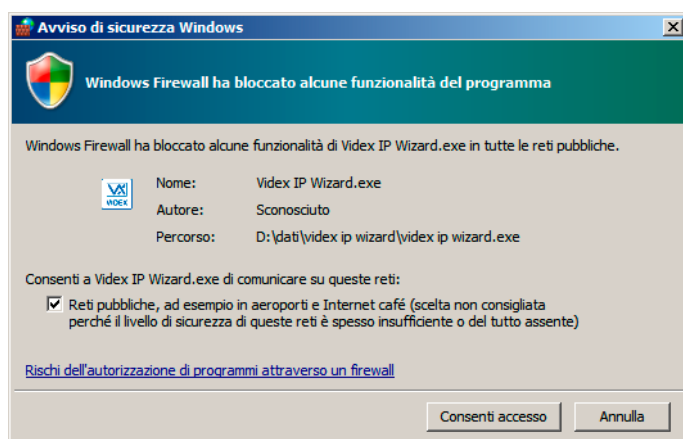 Avviso di sicurezza Windows
Windows Firewall ha bloccato alcune funzionalità del programma
Windows Firewall ha bloccato alcune funzionalità di Videx IP Wizard.exe in tutte le reti pubbliche.
VIDEX
Nome: Videx IP Wizard.exe
Autore: Sconosciuto
Percorso: D:\dati\videx ip wizard\videx ip wizard.exe
Consenti a Videx IP Wizard.exe di comunicare su queste reti:
Reti pubbliche, ad esempio in aeroporti e Internet café (scelta non consigliata
perché il livello di sicurezza di queste reti è spesso insufficiente o del tutto assente)
Rischi dell'autorizzazione di programmi attraverso un firewall
Consenti accesso Annulla